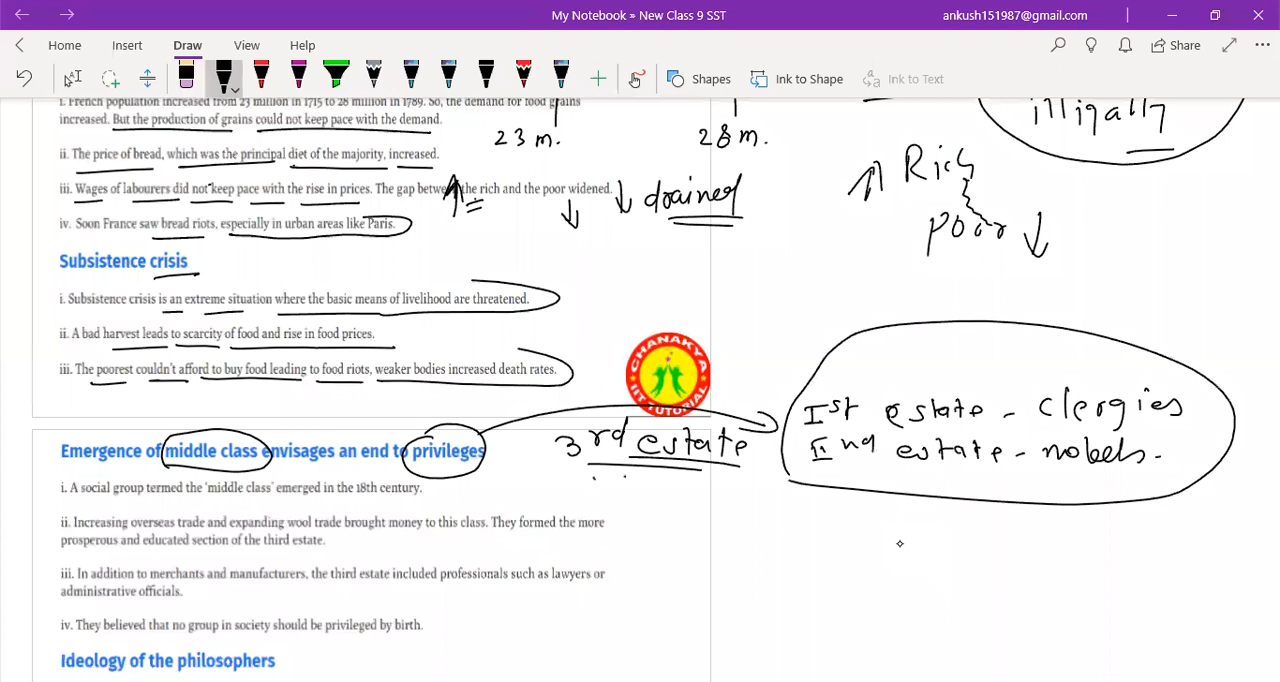 My Notebook » New Class 9 SST
ankush151987@gmail.com
Home Insert Draw View Help
Share
Shapes
Ink to Shape
Ink to Text
i. French population increased from 23 million in 1715 to 28 million in 1789. So, the demand for food grains
increased. But the production of grains could not keep pace with the demand.
23 m.
28 m.
illigally
ii. The price of bread, which was the principal diet of the majority, increased.
Rich
iii. Wages of labourers did not keep pace with the rise in prices. The gap between the rich and the poor widened.
drained
iv. Soon France saw bread riots, especially in urban areas like Paris.
poor
Subsistence crisis
i. Subsistence crisis is an extreme situation where the basic means of livelihood are threatened.
ii. A bad harvest leads to scarcity of food and rise in food prices.
iii. The poorest couldn't afford to buy food leading to food riots, weaker bodies increased death rates.
CHANAKYA
IIT TUTORIAL
Ist estate - Clergies
IInd estate - nobels.
3rd estate
Emergence of middle class envisages an end to privileges
i. A social group termed the 'middle class' emerged in the 18th century.
ii. Increasing overseas trade and expanding wool trade brought money to this class. They formed the more
prosperous and educated section of the third estate.
iii. In addition to merchants and manufacturers, the third estate included professionals such as lawyers or
administrative officials.
iv. They believed that no group in society should be privileged by birth.
Ideology of the philosophers